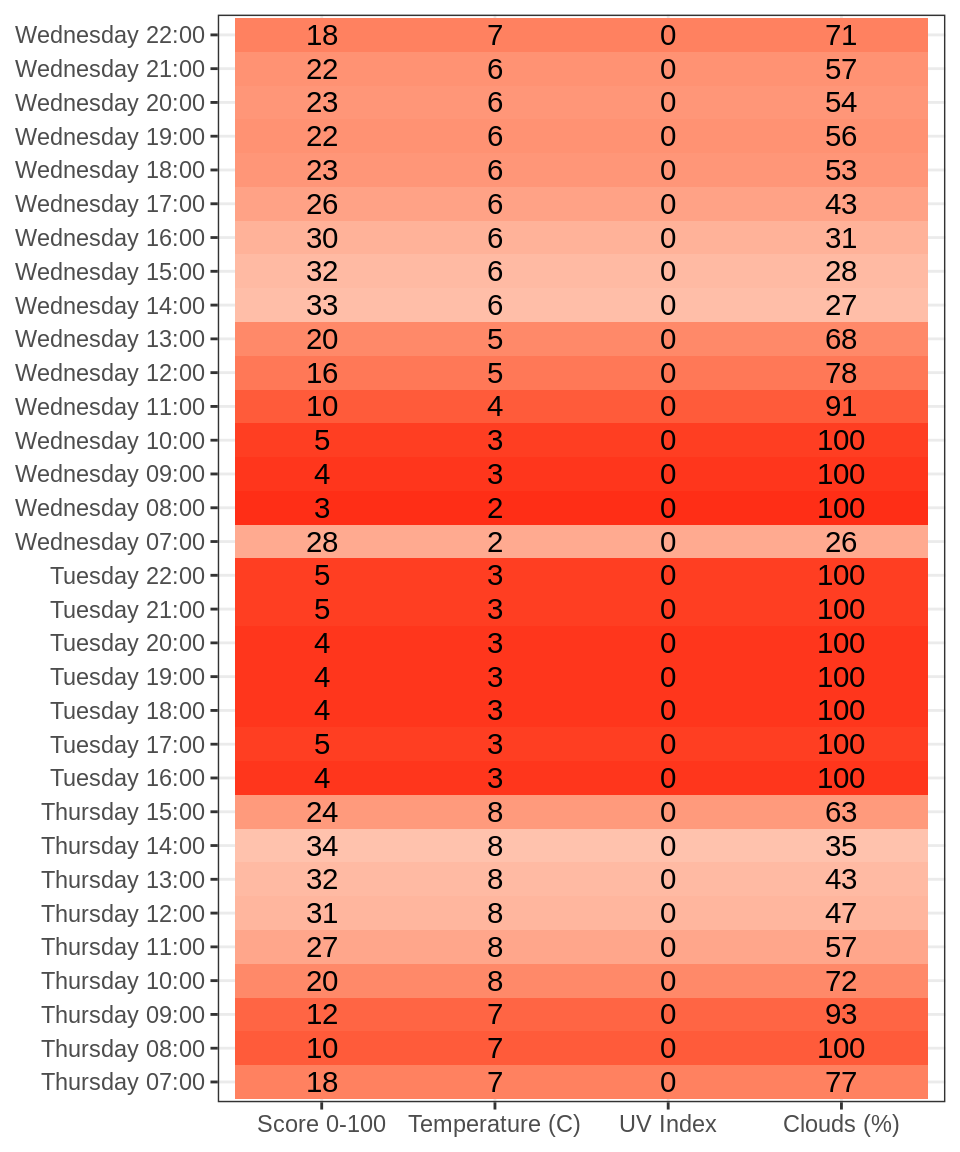 Wednesday 22:00 18 7 0 71
Wednesday 21:00 22 6 0 57
Wednesday 20:00 23 6 0 54
Wednesday 19:00 22 6 0 56
Wednesday 18:00 23 6 0 53
Wednesday 17:00 26 6 0 43
Wednesday 16:00 30 6 0 31
Wednesday 15:00 32 6 0 28
Wednesday 14:00 33 6 0 27
Wednesday 13:00 20 5 0 68
Wednesday 12:00 16 5 0 78
Wednesday 11:00 10 4 0 91
Wednesday 10:00 5 3 0 100
Wednesday 09:00 4 3 0 100
Wednesday 08:00 3 2 0 100
Wednesday 07:00 28 2 0 26
Tuesday 22:00 5 3 0 100
Tuesday 21:00 5 3 0 100
Tuesday 20:00 4 3 0 100
Tuesday 19:00 4 3 0 100
Tuesday 18:00 4 3 0 100
Tuesday 17:00 5 3 0 100
Tuesday 16:00 4 3 0 100
Thursday 15:00 24 8 0 63
Thursday 14:00 34 8 0 35
Thursday 13:00 32 8 0 43
Thursday 12:00 31 8 0 47
Thursday 11:00 27 8 0 57
Thursday 10:00 20 8 0 72
Thursday 09:00 12 7 0 93
Thursday 08:00 10 7 0 100
Thursday 07:00 18 7 0 77
Score 0-100 Temperature (C) UV Index Clouds (%)